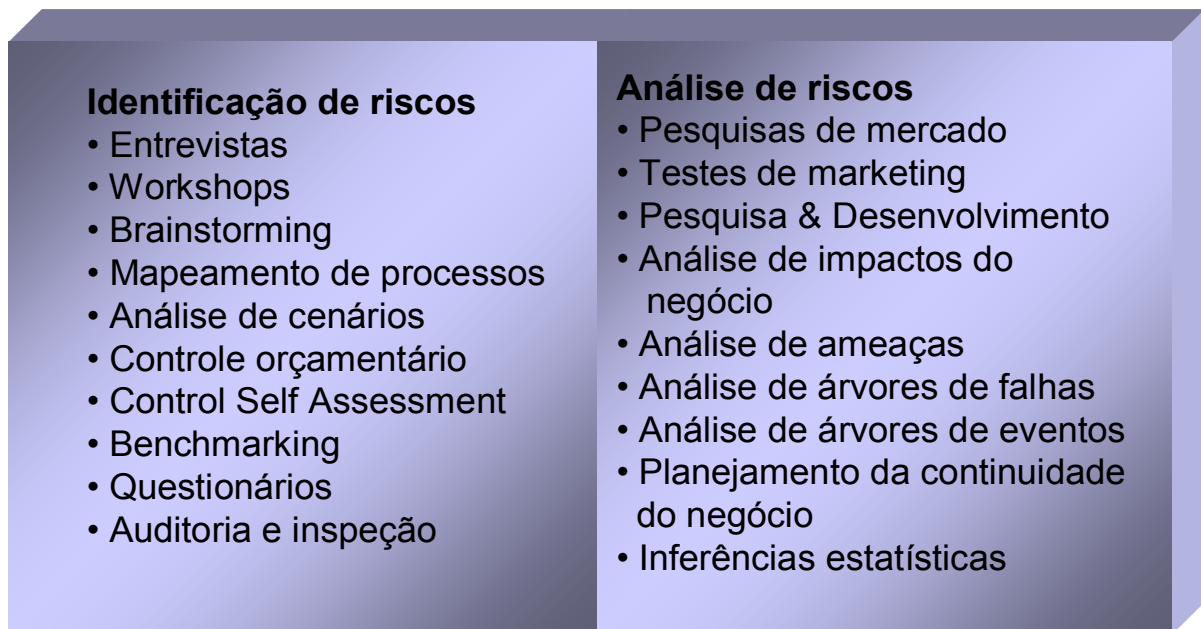 Identificação de riscos
• Entrevistas
• Workshops
• Brainstorming
• Mapeamento de processos
• Análise de cenários
• Controle orçamentário
• Control Self Assessment
• Benchmarking
• Questionários
• Auditoria e inspeção
Análise de riscos
• Pesquisas de mercado
• Testes de marketing
• Pesquisa & Desenvolvimento
• Análise de impactos do
negócio
• Análise de ameaças
• Análise de árvores de falhas
• Análise de árvores de eventos
• Planejamento da continuidade
do negócio
• Inferências estatísticas